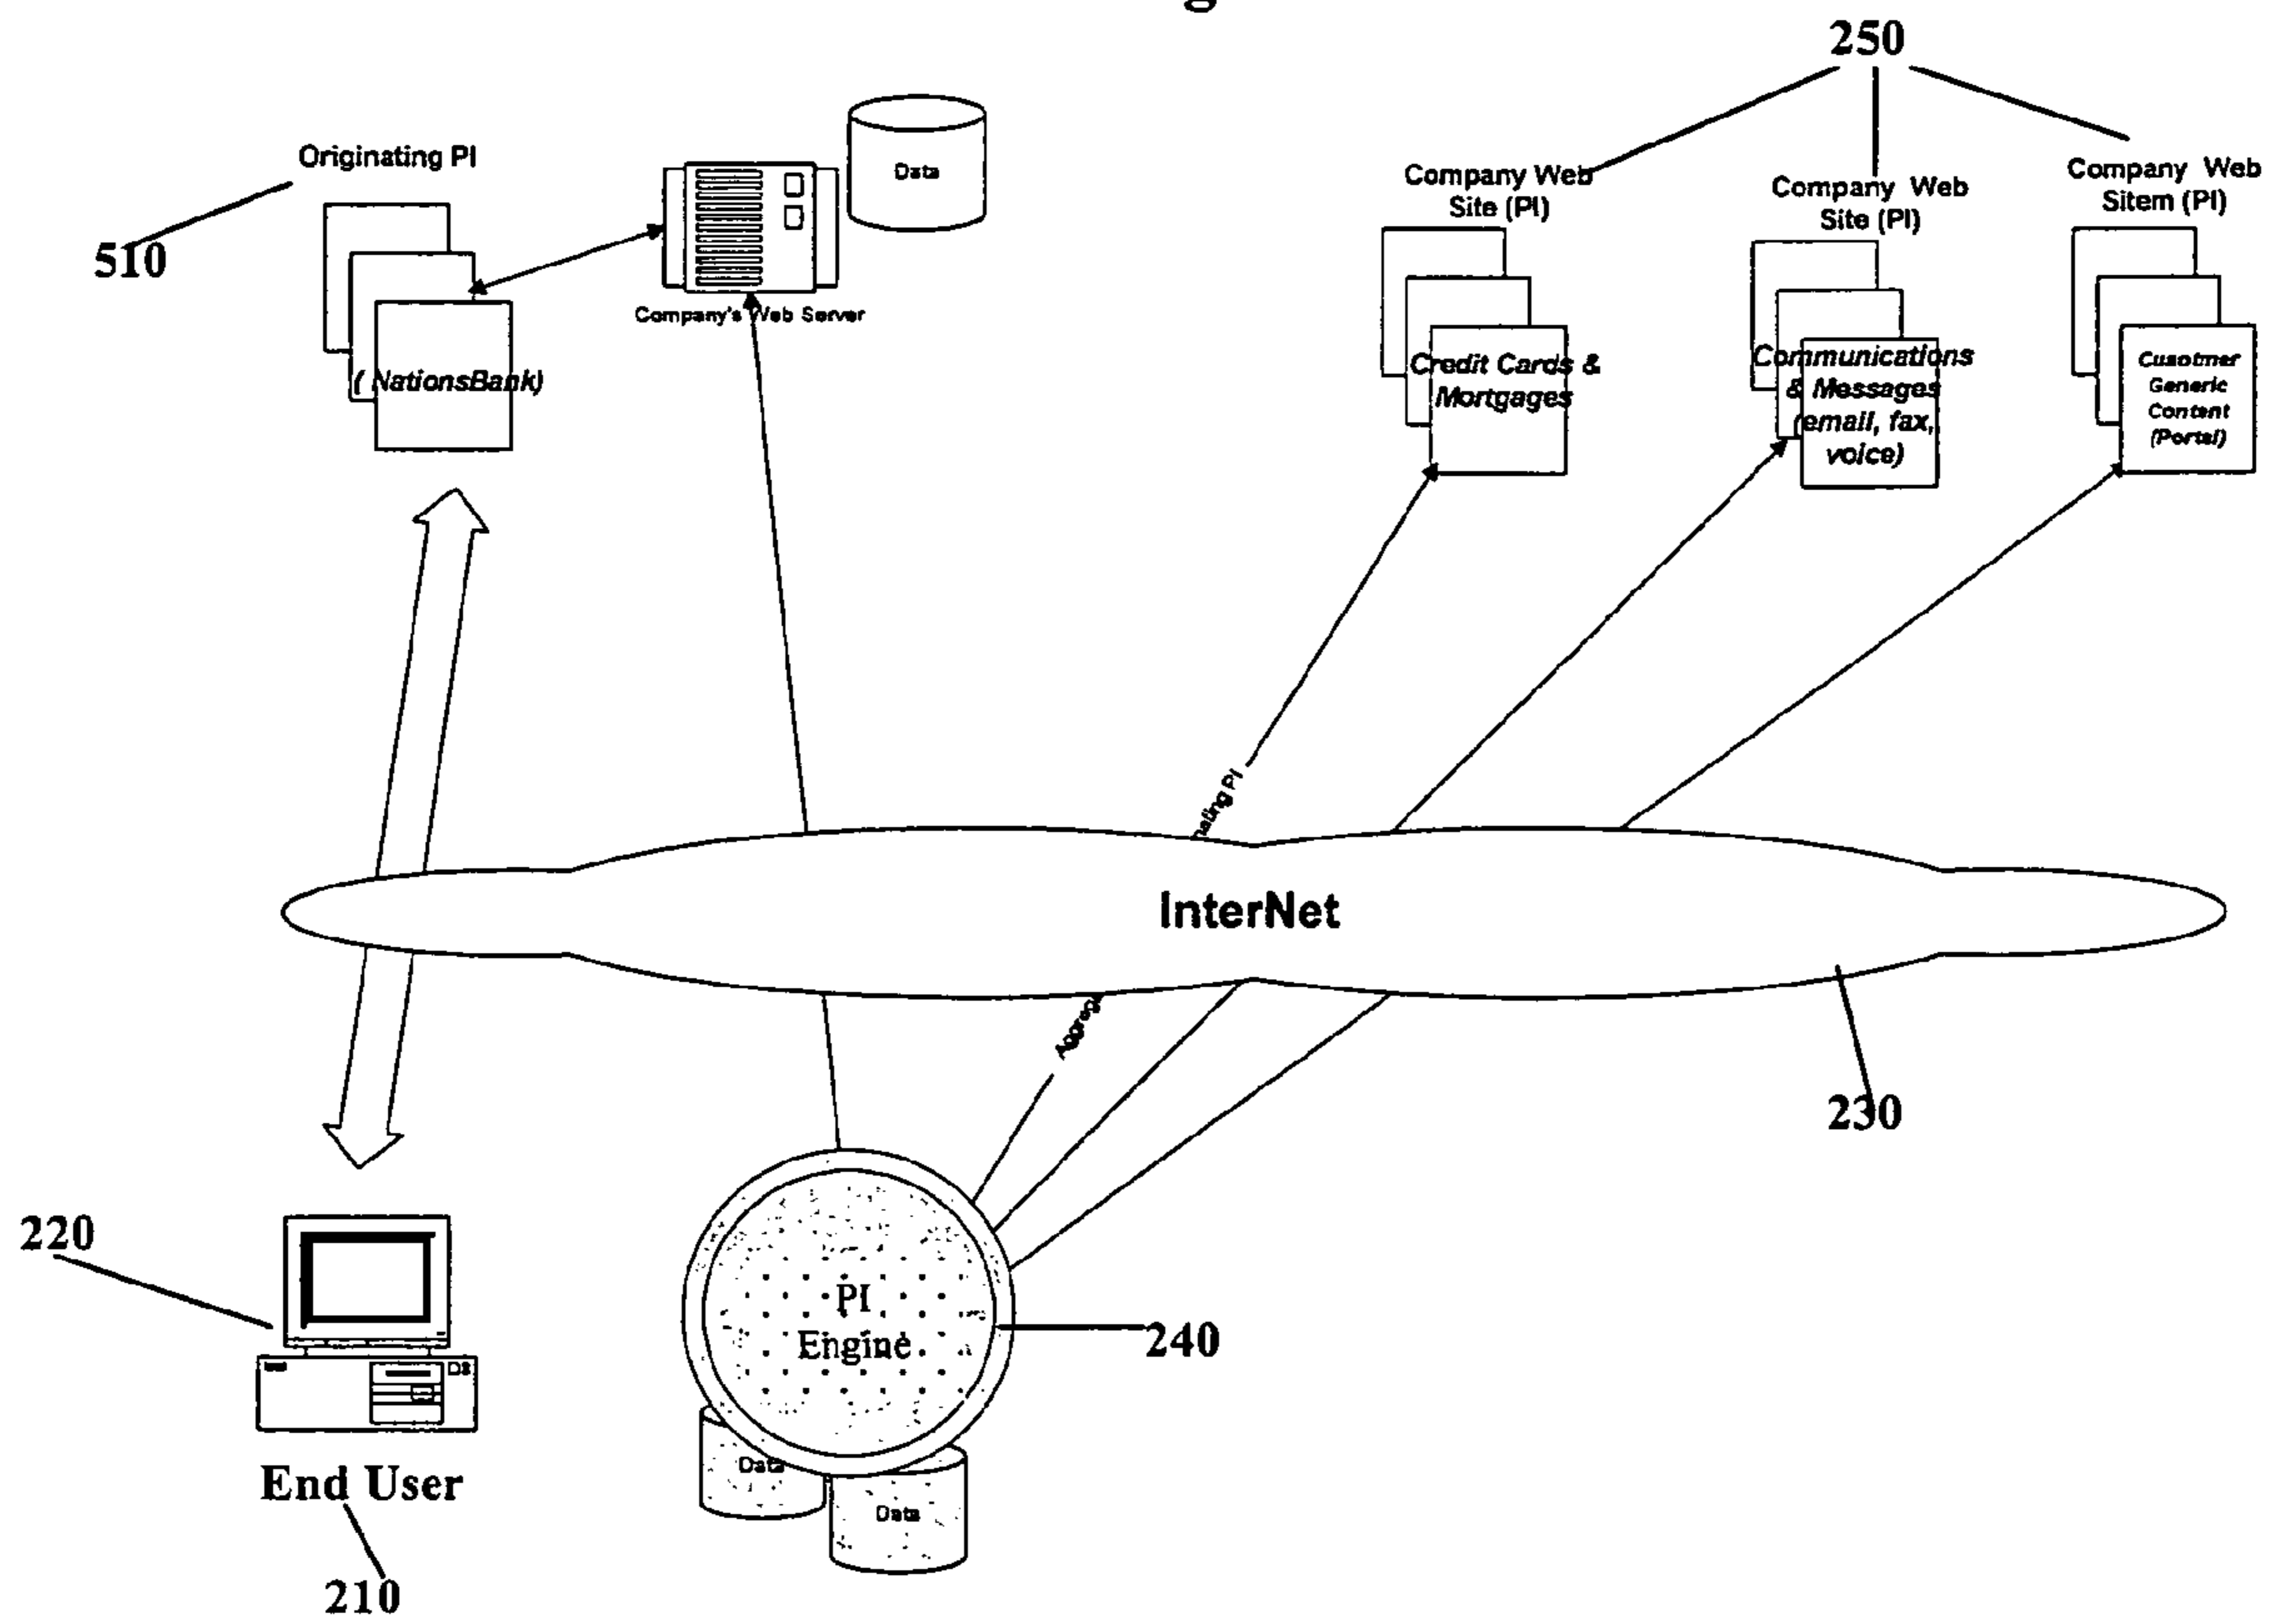 250
Originating PI
Data
510
Company's Web Server
( NationsBank)
Company Web
Site (PI)
Credit Cards &
Mortgages
Company Web
Site (PI)
Communications
& Messages
(email, fax,
voice)
Company Web
Sitem (PI)
Cusotmer
Generic
Content
(Portal)
InterNet
230
220
PI
Engine
240
Data
Data
End User
210